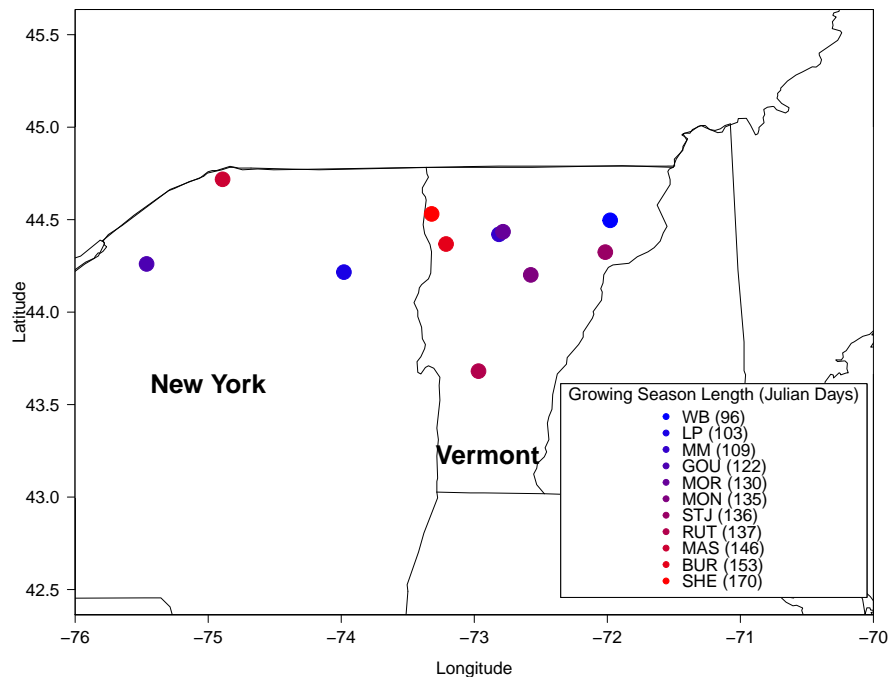 45.5
45.0
44.5
44.0
43.5
43.0
42.5
Latitude
New York
Vermont
Growing Season Length (Julian Days)
WB (96)
LP (103)
MM (109)
GOU (122)
MOR (130)
MON (135)
STJ (136)
RUT (137)
MAS (146)
BUR (153)
SHE (170)
−76 −75 −74 −73 −72 −71 −70
Longitude